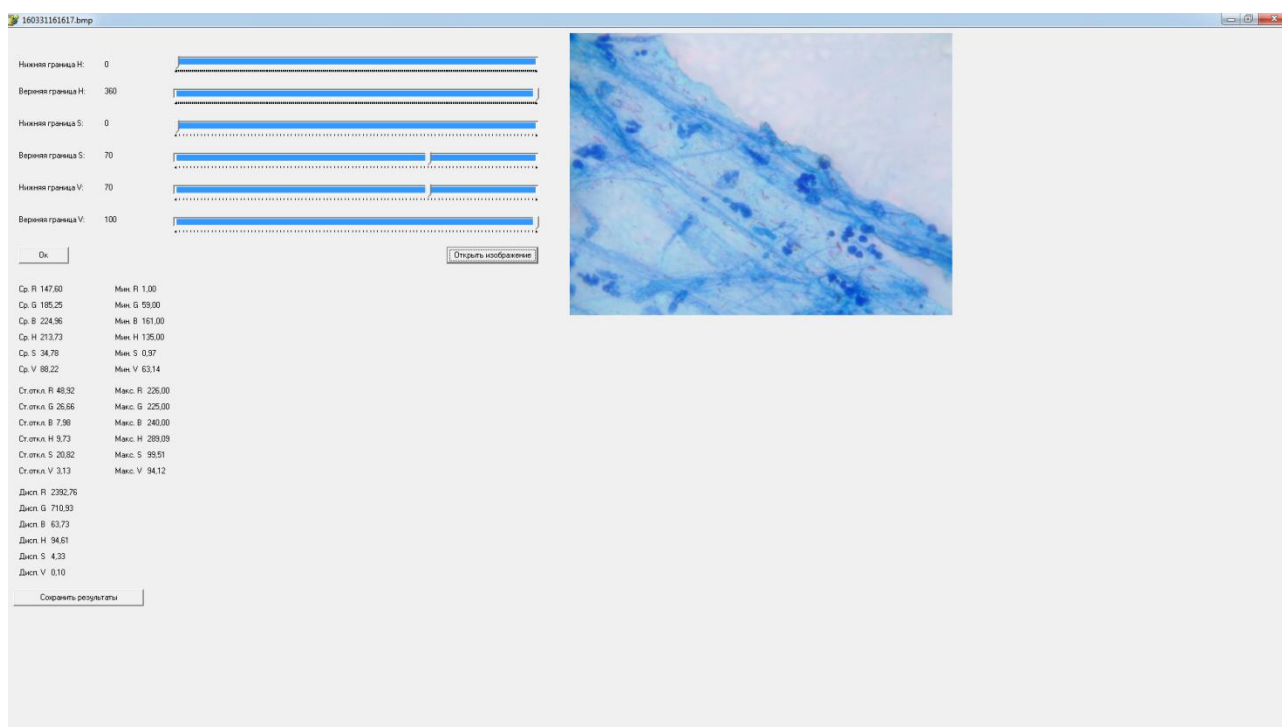 160331161617.bmp
Нижняя граница H: 0
Верхняя граница H: 360
Нижняя граница S: 0
Верхняя граница S: 70
Нижняя граница V: 70
Верхняя граница V: 100
Ок
Открыть изображение
Ср. R 147,60 Мин. R 1,00
Ср. G 185,25 Мин. G 59,00
Ср. B 224,96 Мин. B 161,00
Ср. H 213,73 Мин. H 135,00
Ср. S 34,78 Мин. S 0,97
Ср. V 88,22 Мин. V 63,14
Ст.откл. R 48,92 Макс. R 226,00
Ст.откл. G 26,66 Макс. G 225,00
Ст.откл. B 7,98 Макс. B 240,00
Ст.откл. H 9,73 Макс. H 289,09
Ст.откл. S 20,82 Макс. S 99,51
Ст.откл. V 3,13 Макс. V 94,12
Дисп. R 2392,76
Дисп. G 710,93
Дисп. B 63,73
Дисп. H 94,61
Дисп. S 4,33
Дисп. V 0,10
Сохранить результаты